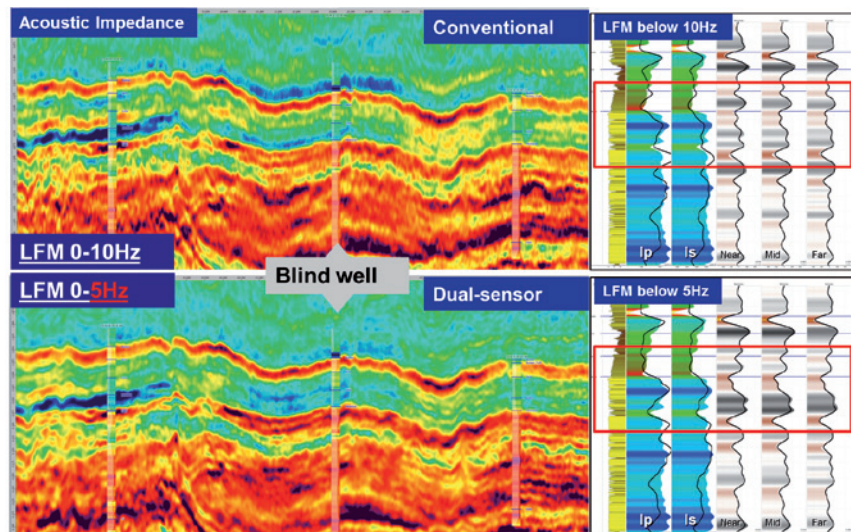 Acoustic Impedance
Conventional
LFM below 10Hz
LFM 0-10Hz
Ip
Is
Near
Mid
Far
Blind well
LFM 0-5Hz
Dual-sensor
LFM below 5Hz
Ip
Is
Near
Mid
Far